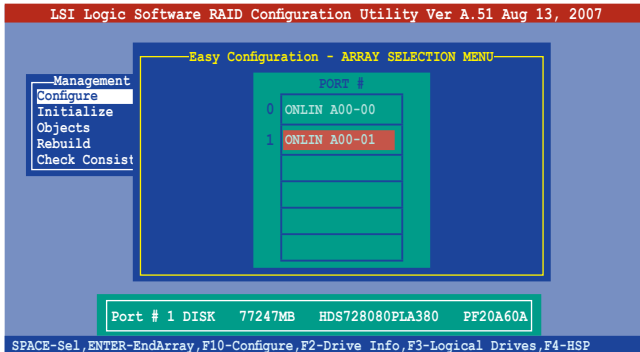 LSI Logic Software RAID Configuration Utility Ver A.51 Aug 13, 2007
Easy Configuration - ARRAY SELECTION MENU
Management
Configure
Initialize
Objects
Rebuild
Check Consist
PORT #
0 ONLIN A00-00
1 ONLIN A00-01
Port # 1 DISK 77247MB HDS728080PLA380 PF20A60A
SPACE-Sel,ENTER-EndArray,F10-Configure,F2-Drive Info,F3-Logical Drives,F4-HSP